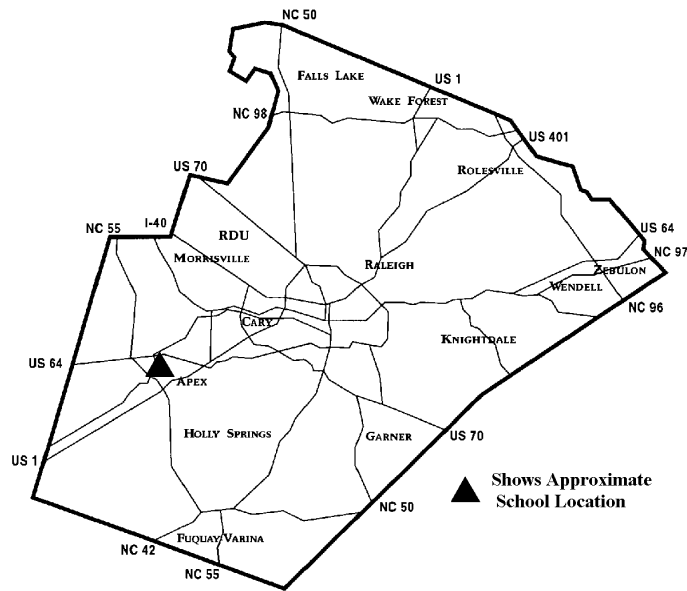 NC 50
FALLS LAKE
US 1
WAKE FOREST
NC 98
US 401
US 70
ROLESVILLE
NC 55
I-40
RDU
US 64
MORRISVILLE
RALEIGH
NC 97
ZEBULON
WENDELL
NC 96
CARY
KNIGHTDALE
US 64
APEX
HOLLY SPRINGS
GARNER
US 70
US 1
Shows Approximate
School Location
NC 50
FUQUAY VARINA
NC 42
NC 55